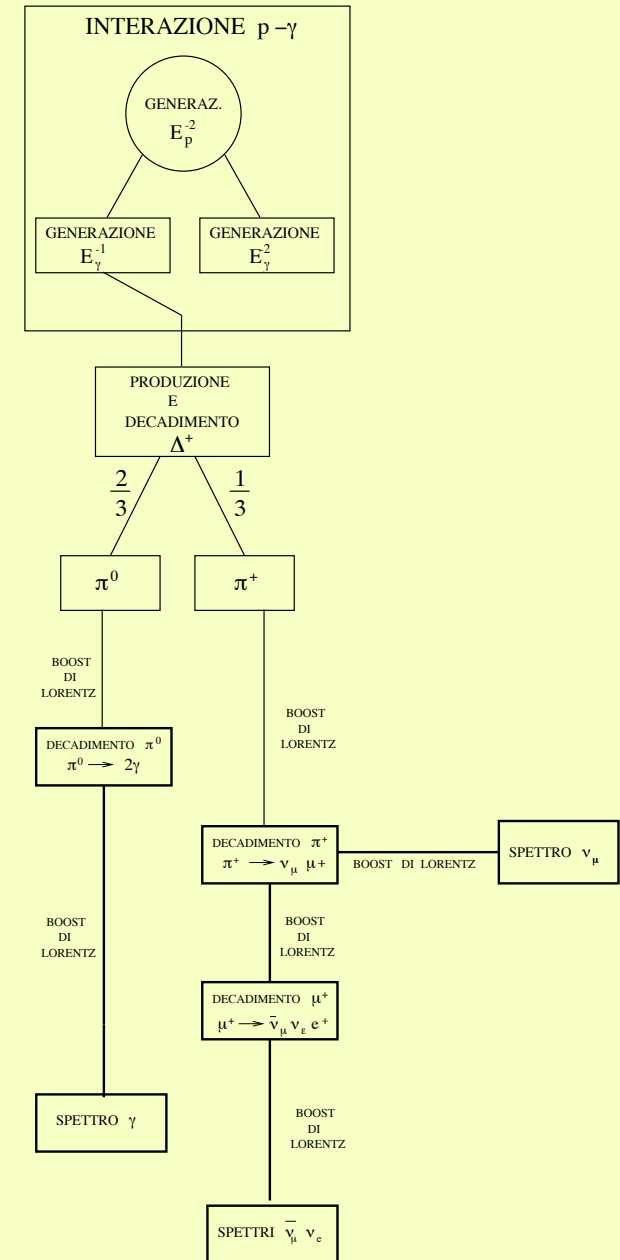 INTERAZIONE p –γ
GENERAZ.
E_p^-2
GENERAZIONE
E_γ^-1
GENERAZIONE
E_γ^-2
PRODUZIONE
E
DECADIMENTO
Δ⁺
2/3
1/3
π⁰
π⁺
BOOST
DI
LORENTZ
BOOST
DI
LORENTZ
DECADIMENTO π⁰
π⁰ → 2γ
DECADIMENTO π⁺
π⁺ → ν_μ μ+
BOOST DI LORENTZ
SPETTRO ν_μ
BOOST
DI
LORENTZ
BOOST
DI
LORENTZ
DECADIMENTO μ⁺
μ⁺ → ν̄_μ ν_ε e⁺
SPETTRO γ
BOOST
DI
LORENTZ
SPETTRI ν̄_μ ν_e